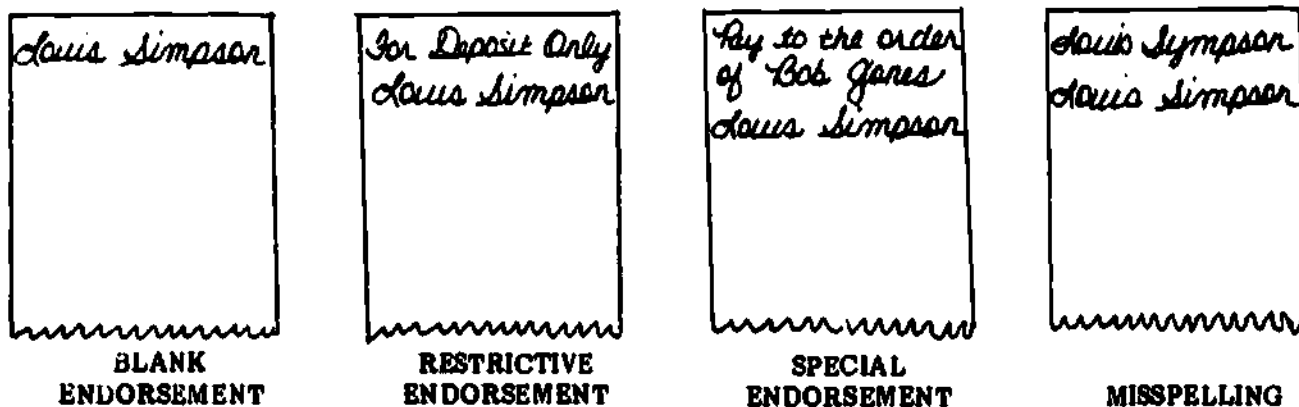 Louis Simpson
For Deposit Only
Louis Simpson
Pay to the order
of Bob Jones
Louis Simpson
Louis Sympson
Louis Simpson
BLANK
ENDORSEMENT
RESTRICTIVE
ENDORSEMENT
SPECIAL
ENDORSEMENT
MISSPELLING